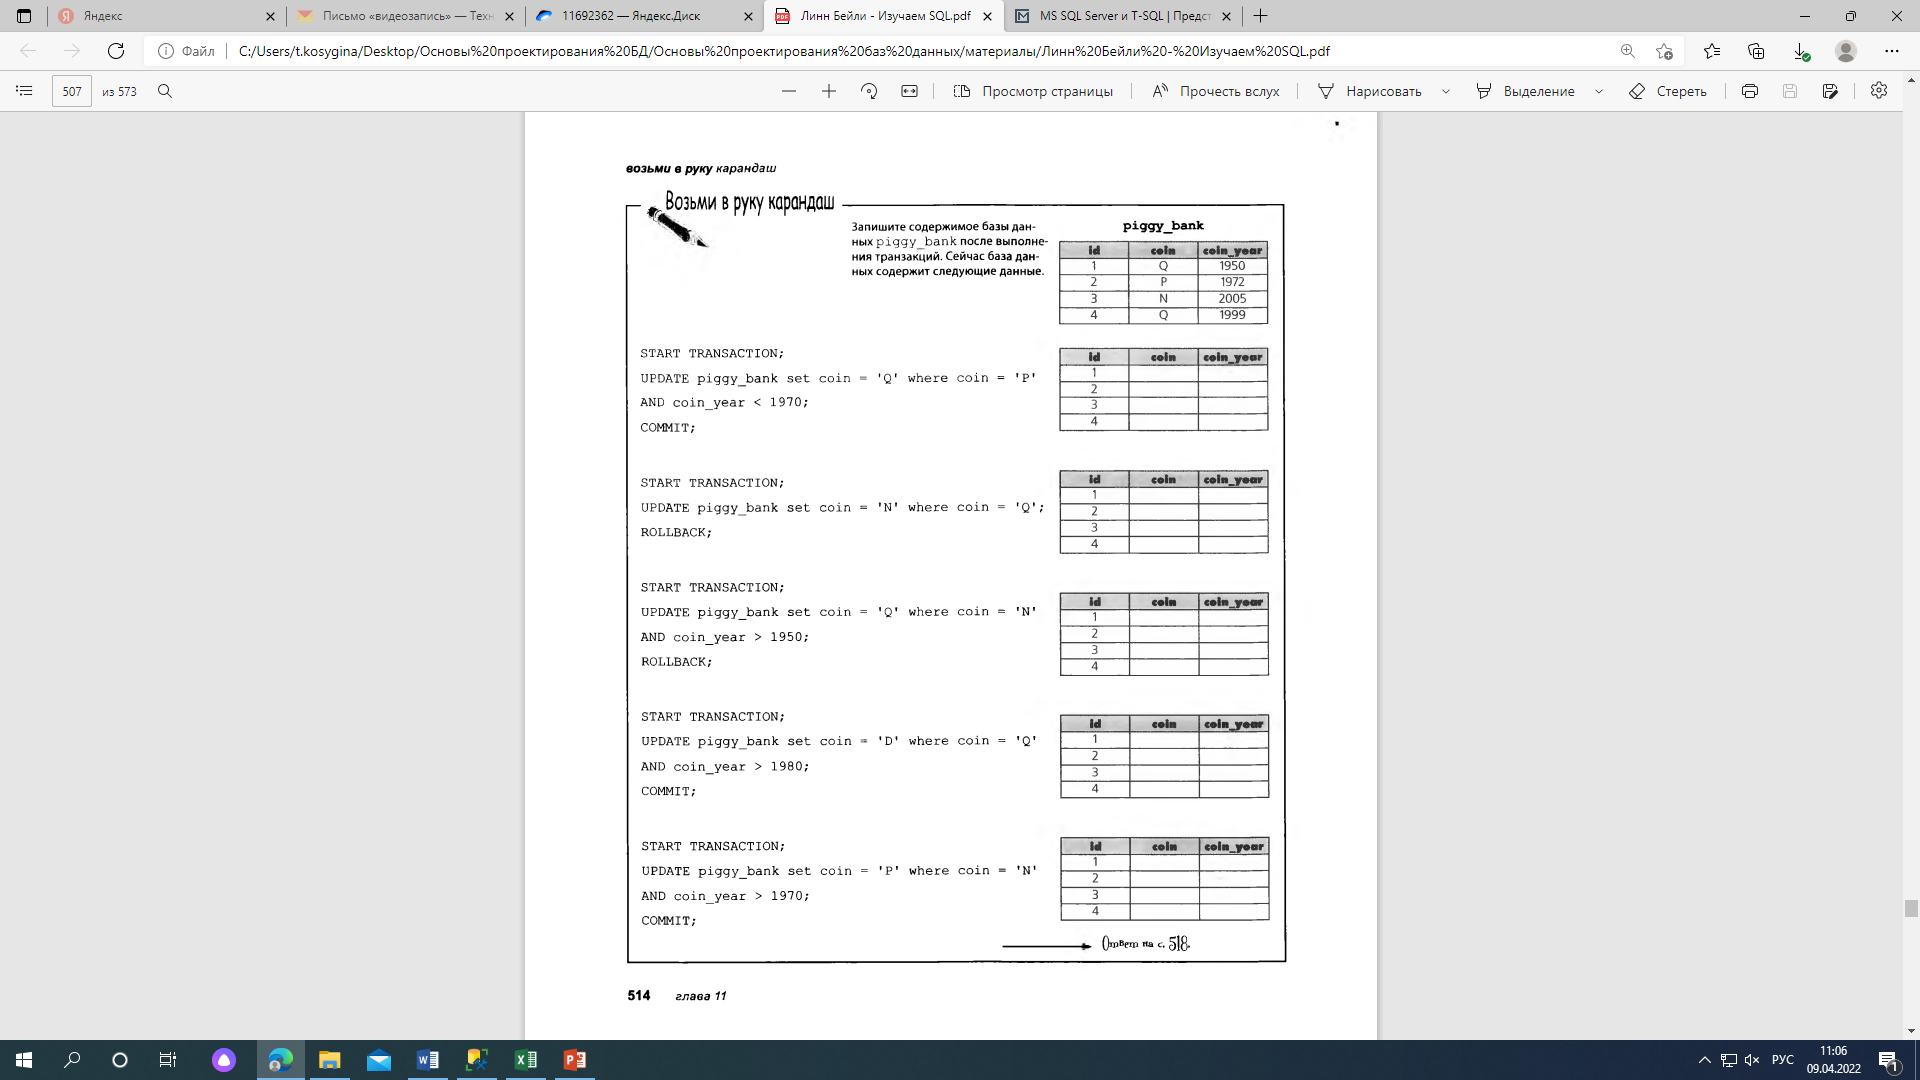 Яндекс
Письмо «видеозапись» — Техн
11692362 — Яндекс.Диск
Линн Бейли - Изучаем SQL.pdf
MS SQL Server и T-SQL | Предст
Файл
C:/Users/t.kosygina/Desktop/Основы%20проектирования%20БД/Основы%20проектирования%20баз%20данных/материалы/Линн%20Бейли%20-%20Изучаем%20SQL.pdf
507 из 573
Просмотр страницы
Прочесть вслух
Нарисовать
Выделение
Стереть
возьми в руку карандаш
Возьми в руку карандаш
Запишите содержимое базы дан-
ных piggy_bank после выполне-
ния транзакций. Сейчас база дан-
ных содержит следующие данные.
piggy_bank
id coin coin_year
1 Q 1950
2 P 1972
3 N 2005
4 Q 1999
START TRANSACTION;
UPDATE piggy_bank set coin = 'Q' where coin = 'P'
AND coin_year < 1970;
COMMIT;
id coin coin_year
1
2
3
4
START TRANSACTION;
UPDATE piggy_bank set coin = 'N' where coin = 'Q';
ROLLBACK;
id coin coin_year
1
2
3
4
START TRANSACTION;
UPDATE piggy_bank set coin = 'Q' where coin = 'N'
AND coin_year > 1950;
ROLLBACK;
id coin coin_year
1
2
3
4
START TRANSACTION;
UPDATE piggy_bank set coin = 'D' where coin = 'Q'
AND coin_year > 1980;
COMMIT;
id coin coin_year
1
2
3
4
START TRANSACTION;
UPDATE piggy_bank set coin = 'P' where coin = 'N'
AND coin_year > 1970;
COMMIT;
id coin coin_year
1
2
3
4
Ответ на с. 518.
514 глава 11
РУС
11:06
09.04.2022
1